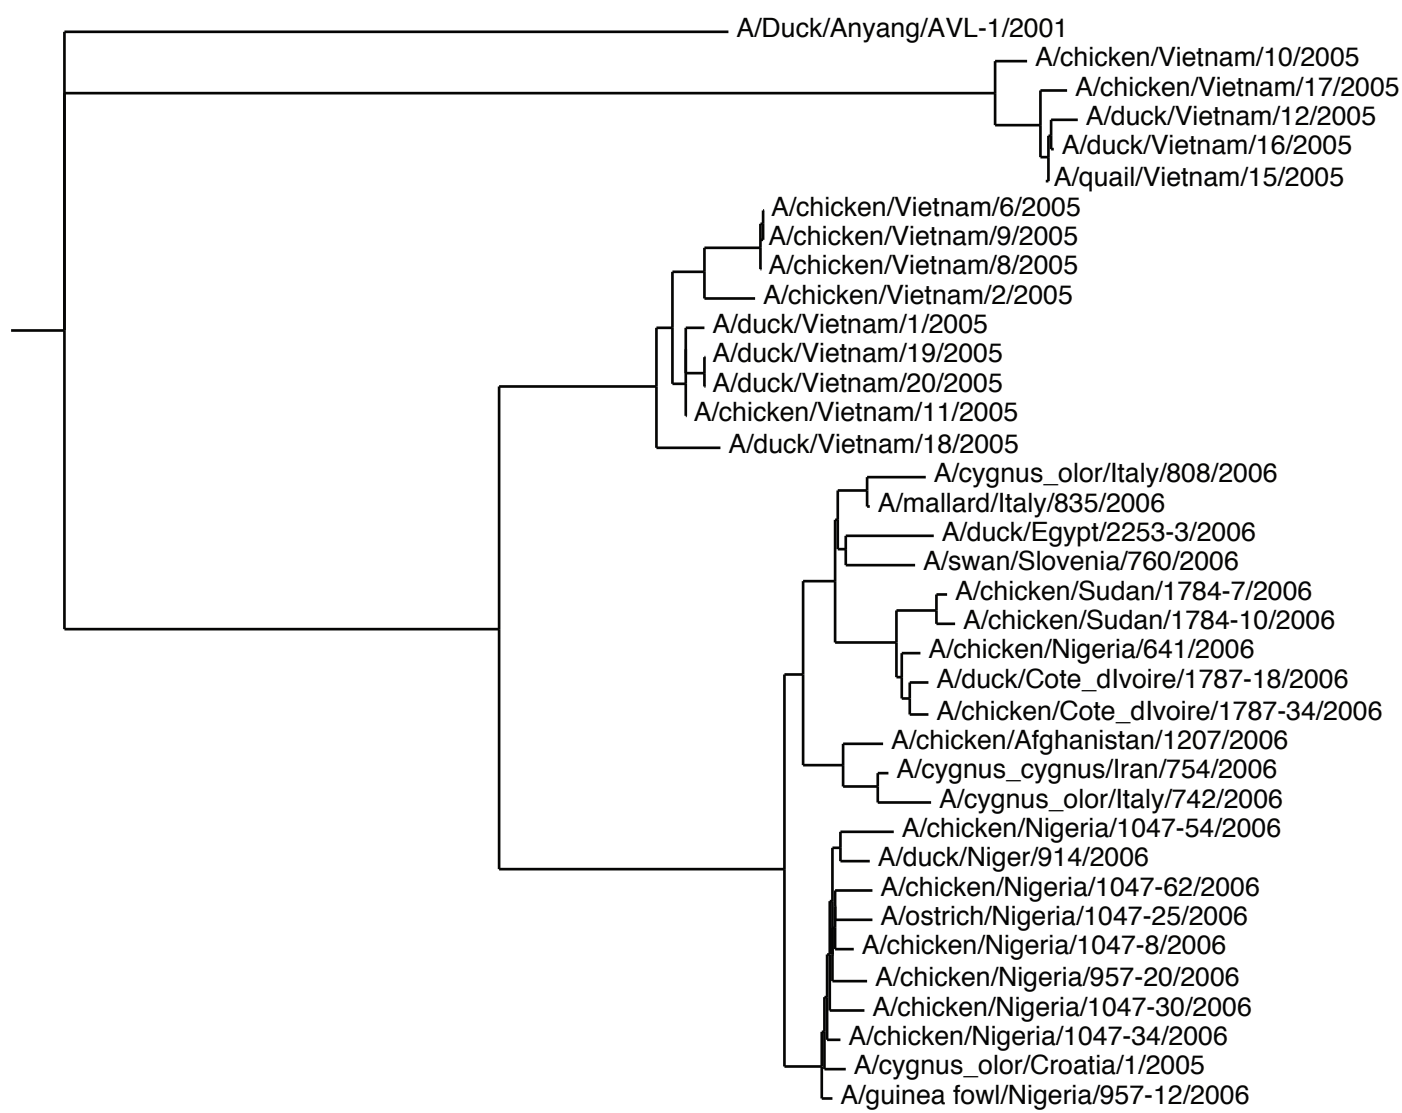 A/Duck/Anyang/AVL-1/2001
A/chicken/Vietnam/10/2005
A/chicken/Vietnam/17/2005
A/duck/Vietnam/12/2005
A/duck/Vietnam/16/2005
A/quail/Vietnam/15/2005
A/chicken/Vietnam/6/2005
A/chicken/Vietnam/9/2005
A/chicken/Vietnam/8/2005
A/chicken/Vietnam/2/2005
A/duck/Vietnam/1/2005
A/duck/Vietnam/19/2005
A/duck/Vietnam/20/2005
A/chicken/Vietnam/11/2005
A/duck/Vietnam/18/2005
A/cygnus_olor/Italy/808/2006
A/mallard/Italy/835/2006
A/duck/Egypt/2253-3/2006
A/swan/Slovenia/760/2006
A/chicken/Sudan/1784-7/2006
A/chicken/Sudan/1784-10/2006
A/chicken/Nigeria/641/2006
A/duck/Cote_dIvoire/1787-18/2006
A/chicken/Cote_dIvoire/1787-34/2006
A/chicken/Afghanistan/1207/2006
A/cygnus_cygnus/Iran/754/2006
A/cygnus_olor/Italy/742/2006
A/chicken/Nigeria/1047-54/2006
A/duck/Niger/914/2006
A/chicken/Nigeria/1047-62/2006
A/ostrich/Nigeria/1047-25/2006
A/chicken/Nigeria/1047-8/2006
A/chicken/Nigeria/957-20/2006
A/chicken/Nigeria/1047-30/2006
A/chicken/Nigeria/1047-34/2006
A/cygnus_olor/Croatia/1/2005
A/guinea fowl/Nigeria/957-12/2006